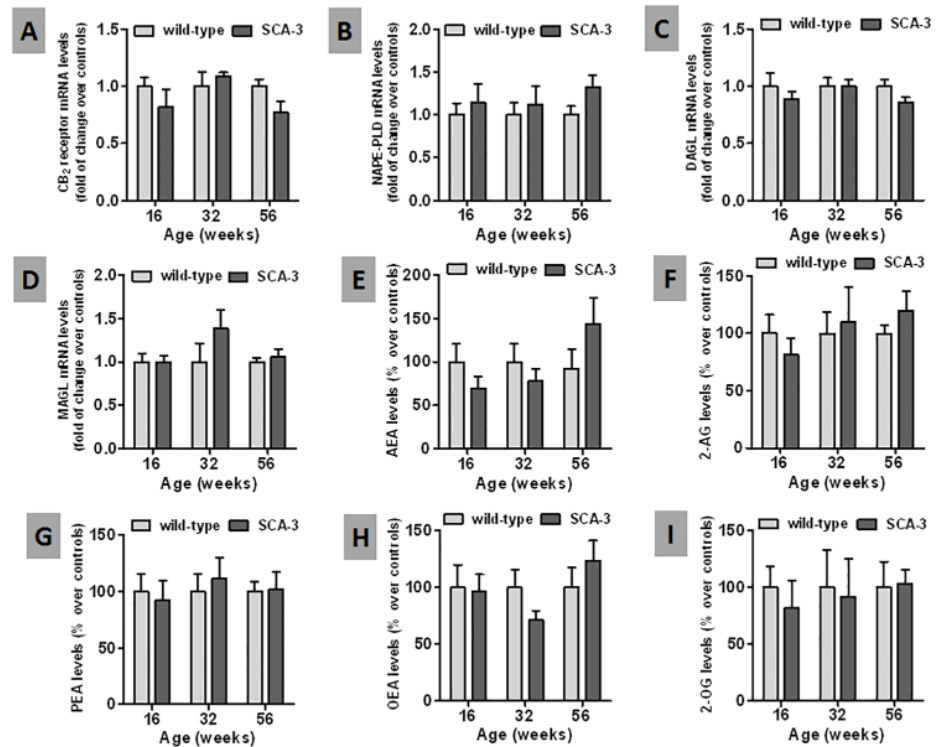 A
wild-type SCA-3
CB2 receptor mRNA levels
(fold of change over controls)
1.5
1.0
0.5
0.0
16 32 56
Age (weeks)
B
wild-type SCA-3
NAPE-PLD mRNA levels
(fold of change over controls)
2.0
1.5
1.0
0.5
0.0
16 32 56
Age (weeks)
C
wild-type SCA-3
DAGL mRNA levels
(fold of change over controls)
1.5
1.0
0.5
0.0
16 32 56
Age (weeks)
D
wild-type SCA-3
MAGL mRNA levels
(fold of change over controls)
2.0
1.5
1.0
0.5
0.0
16 32 56
Age (weeks)
E
wild-type SCA-3
AEA levels (% over controls)
200
150
100
50
0
16 32 56
Age (weeks)
F
wild-type SCA-3
2-AG levels (% over controls)
150
100
50
0
16 32 56
Age (weeks)
G
wild-type SCA-3
PEA levels (% over controls)
150
100
50
0
16 32 56
Age (weeks)
H
wild-type SCA-3
OEA levels (% over controls)
150
100
50
0
16 32 56
Age (weeks)
I
wild-type SCA-3
2-OG levels (% over controls)
150
100
50
0
16 32 56
Age (weeks)